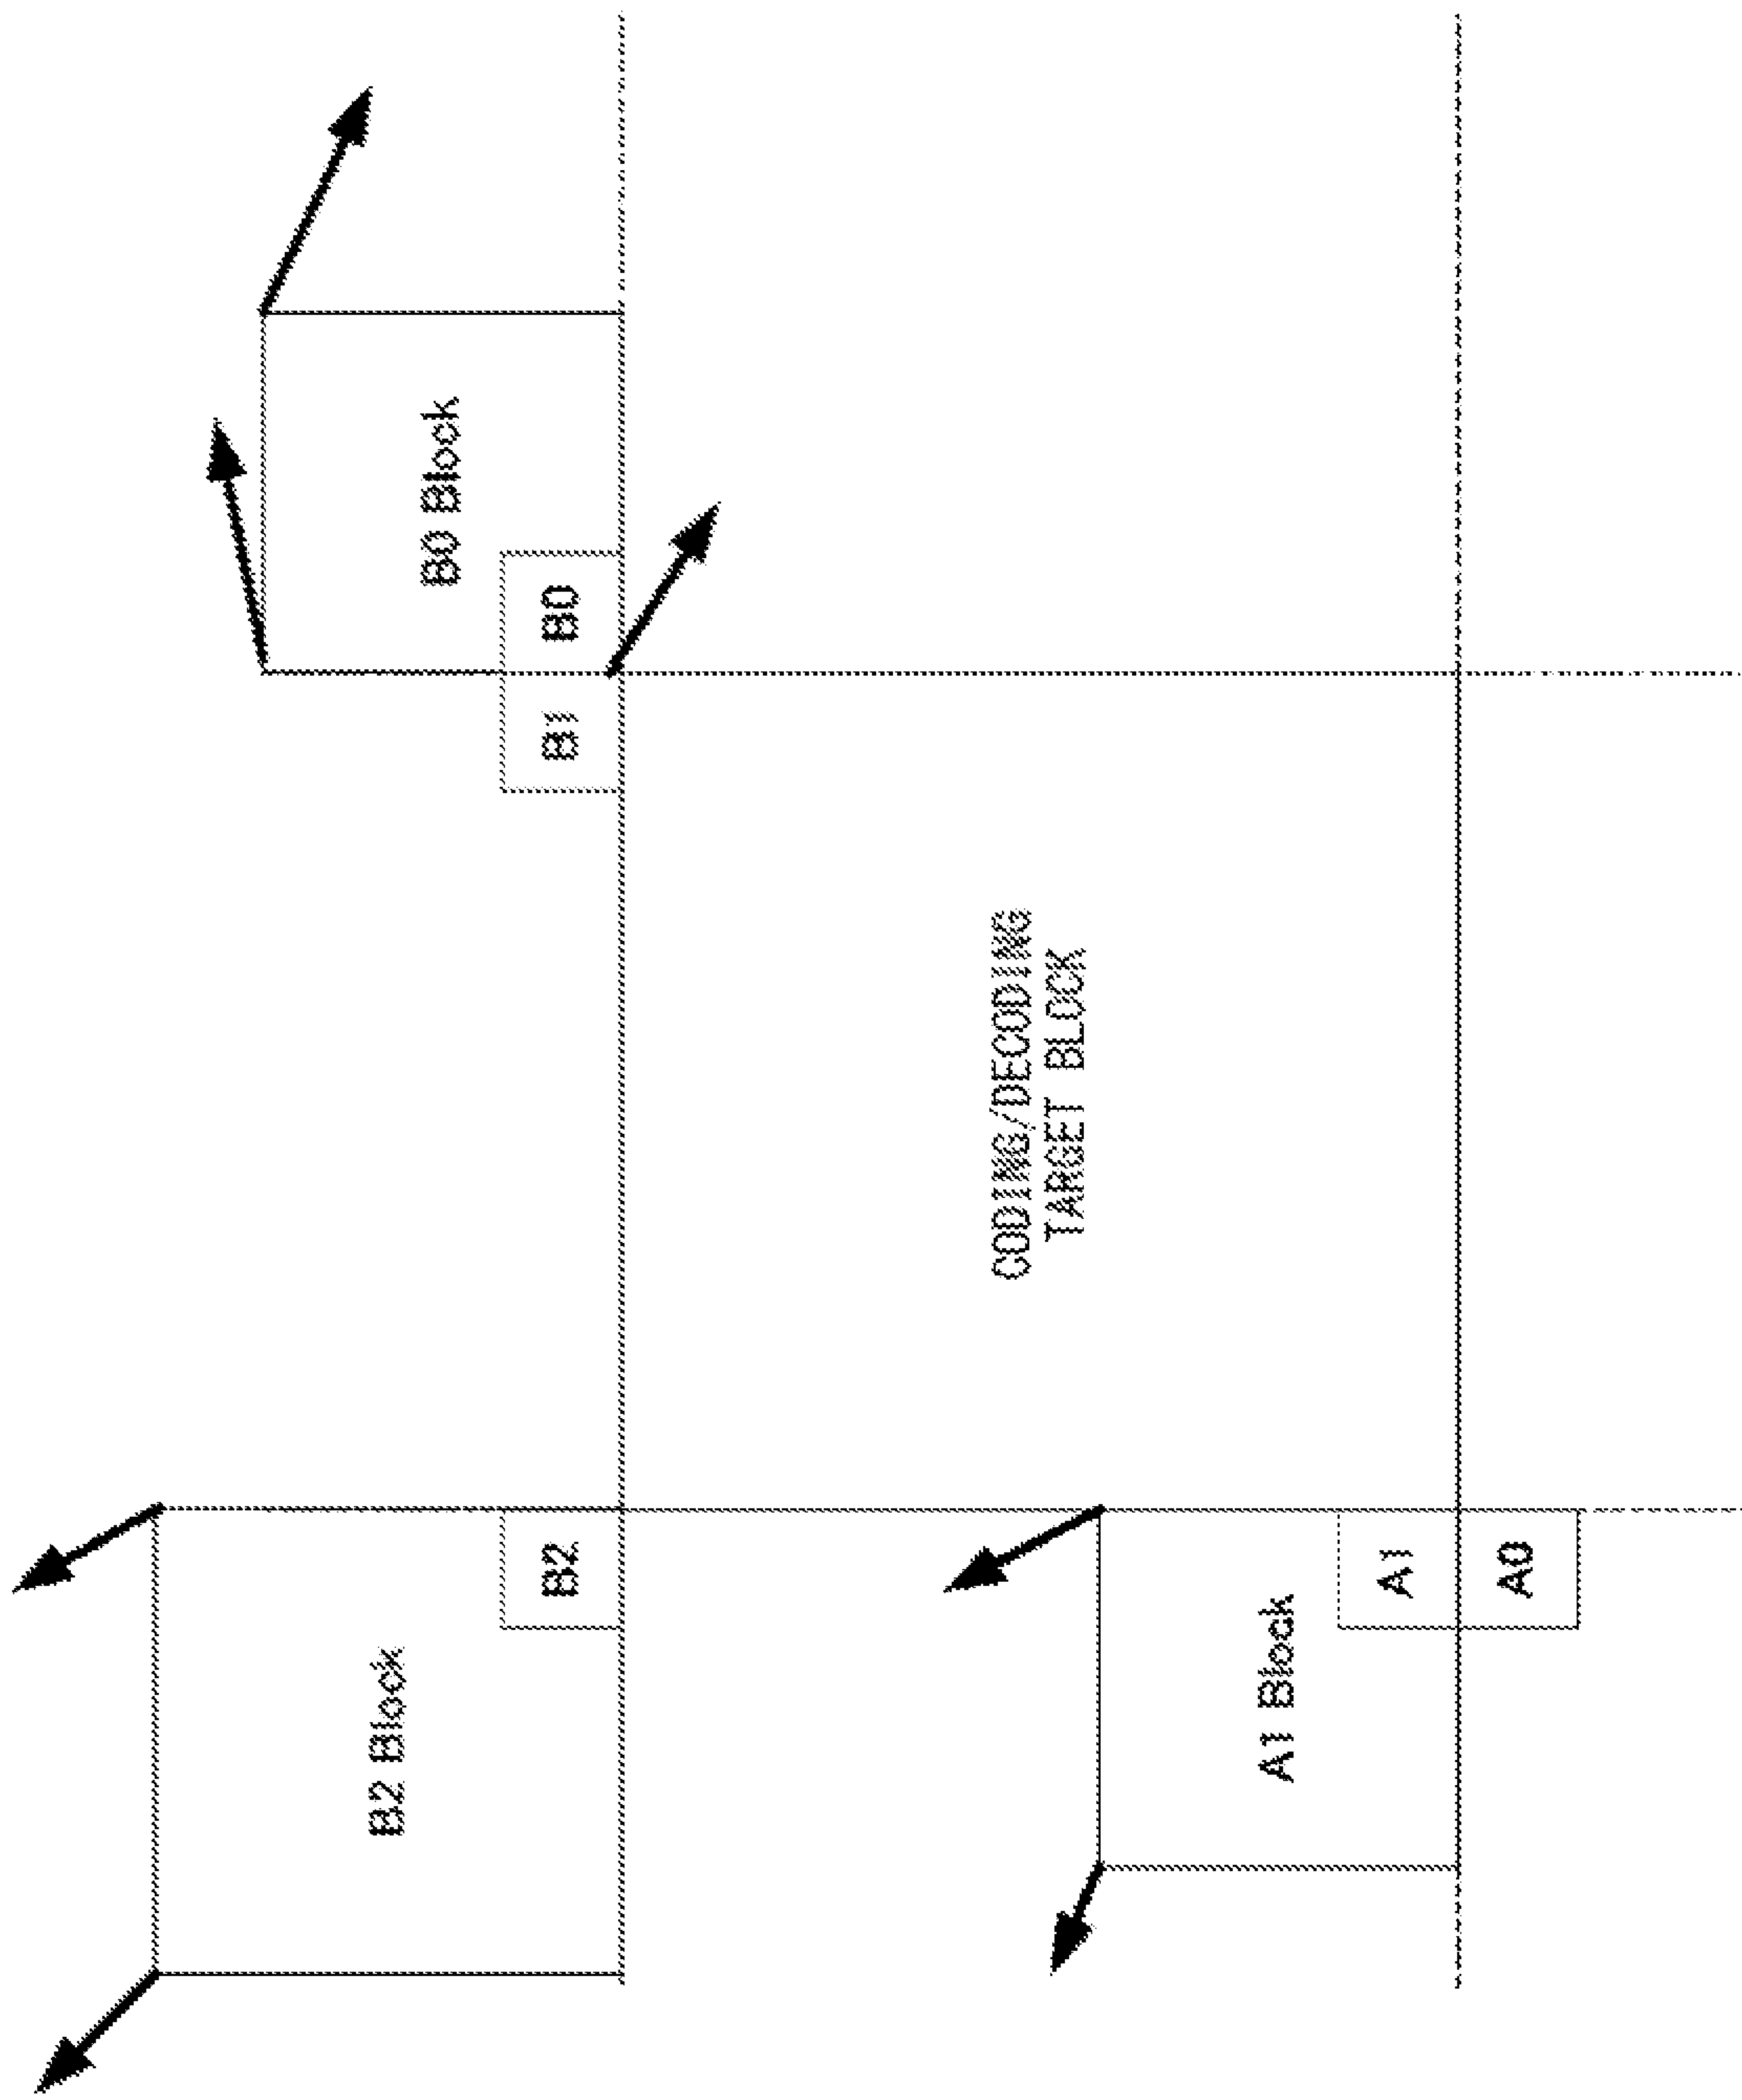 B2 Block
B2
B1
B0
B0 Block
CODING/DECODING
TARGET BLOCK
A1 Block
A1
A0